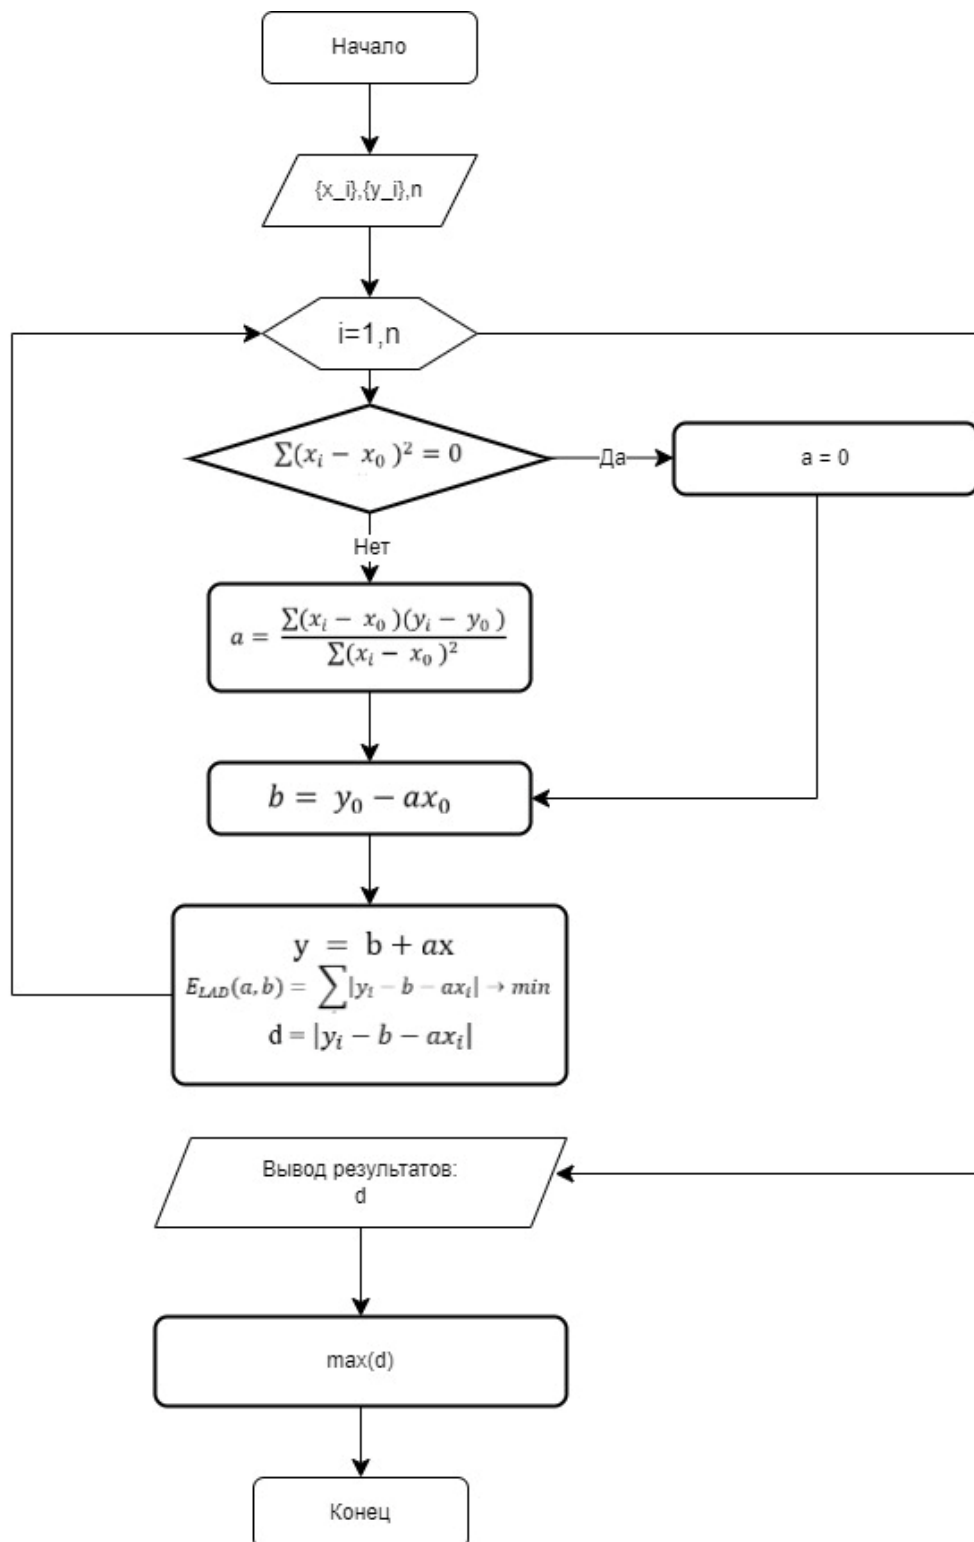 Начало
{x_i},{y_i},n
i=1,n
∑(xᵢ − x₀)² = 0
Да
a = 0
Нет
a = ∑(xᵢ − x₀)(yᵢ − y₀)
∑(xᵢ − x₀)²
b = y₀ − ax₀
y = b + ax
E_LAD(a, b) = ∑|yᵢ − b − axᵢ| → min
d = |yᵢ − b − axᵢ|
Вывод результатов:
d
max(d)
Конец